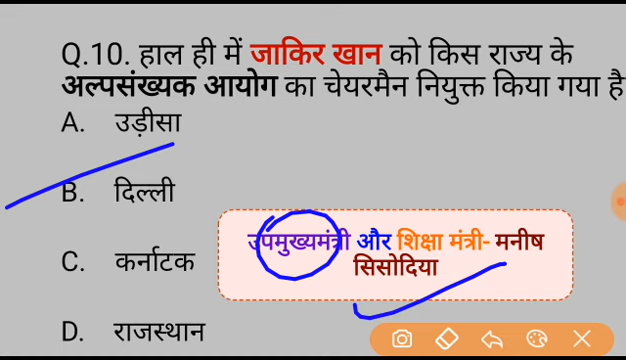 Q.10. हाल ही में जाकिर खान को किस राज्य के
अल्पसंख्यक आयोग का चेयरमैन नियुक्त किया गया है
A. उड़ीसा
B. दिल्ली
उपमुख्यमंत्री और शिक्षा मंत्री- मनीष
सिसोदिया
C. कर्नाटक
D. राजस्थान